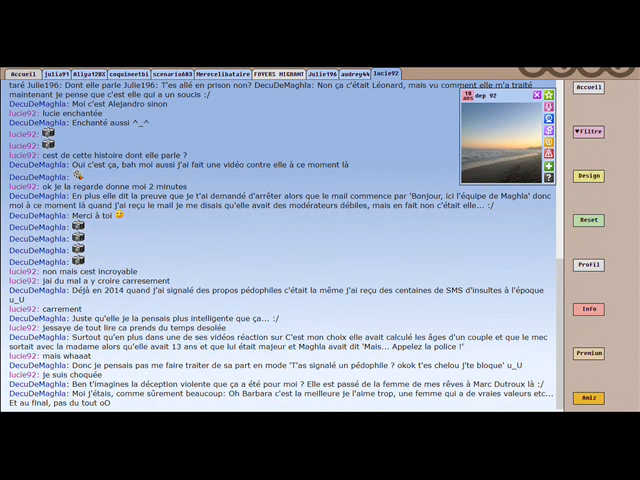 Accueil julia91 Aliya1205 coquineetbi scenario683 Merecelibataire FOYERS MIGRANT Julie196 audrey44 lucie92
taré Julie196: Dont elle parle Julie196: T'es allé en prison non? DecuDeMaghla: Non ça c'était Léonard, mais vu comment elle m'a traité
maintenant je pense que c'est elle qui a un soucis :/
DecuDeMaghla: Moi c'est Alejandro sinon
lucie92: lucie enchantée
DecuDeMaghla: Enchanté aussi ^_^
lucie92:
lucie92:
lucie92: cest de cette histoire dont elle parle ?
DecuDeMaghla: Oui c'est ça, bah moi aussi j'ai fait une vidéo contre elle à ce moment là
DecuDeMaghla:
lucie92: ok je la regarde donne moi 2 minutes
DecuDeMaghla: En plus elle dit la preuve que je t'ai demandé d'arrêter alors que le mail commence par 'Bonjour, ici l'équipe de Maghla' donc
moi à ce moment là quand j'ai reçu le mail je me disais qu'elle avait des modérateurs débiles, mais en fait non c'était elle... :/
DecuDeMaghla: Merci à toi
DecuDeMaghla:
DecuDeMaghla:
DecuDeMaghla:
DecuDeMaghla:
lucie92: non mais cest incroyable
lucie92: jai du mal a y croire carresement
DecuDeMaghla: Déjà en 2014 quand j'ai signalé des propos pédophiles c'était la même j'ai reçu des centaines de SMS d'insultes à l'époque
u_U
lucie92: carrement
DecuDeMaghla: Juste qu'elle je la pensais plus intelligente que ça... :/
lucie92: jessaye de tout lire ca prends du temps desolée
DecuDeMaghla: Surtout qu'en plus dans une de ses vidéos réaction sur C'est mon choix elle avait calculé les âges d'un couple et que le mec
sortait avec la madame alors qu'elle avait 13 ans et que lui était majeur et Maghla avait dit 'Mais... Appelez la police !'
lucie92: mais whaaat
DecuDeMaghla: Donc je pensais pas me faire traiter de sa part en mode 'T'as signalé un pédophile ? okok t'es chelou j'te bloque' u_U
lucie92: je suis choquée
DecuDeMaghla: Ben t'imagines la déception violente que ça a été pour moi ? Elle est passé de la femme de mes rêves à Marc Dutroux là :/
DecuDeMaghla: Moi j'étais, comme sûrement beaucoup: Oh Barbara c'est la meilleure je l'aime trop, une femme qui a de vraies valeurs etc...
Et au final, pas du tout oO
18 ans
dep 92
Accueil
♥Filtre
Design
Reset
Profil
Info
Premium
Amiz